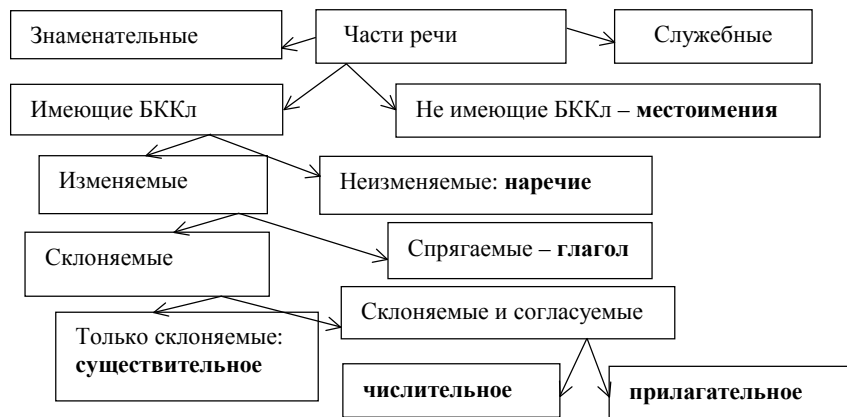 Знаменательные
Части речи
Служебные
Имеющие БККл
Не имеющие БККл – местоимения
Изменяемые
Неизменяемые: наречие
Склоняемые
Спрягаемые – глагол
Только склоняемые:
существительное
Склоняемые и согласуемые
числительное
прилагательное